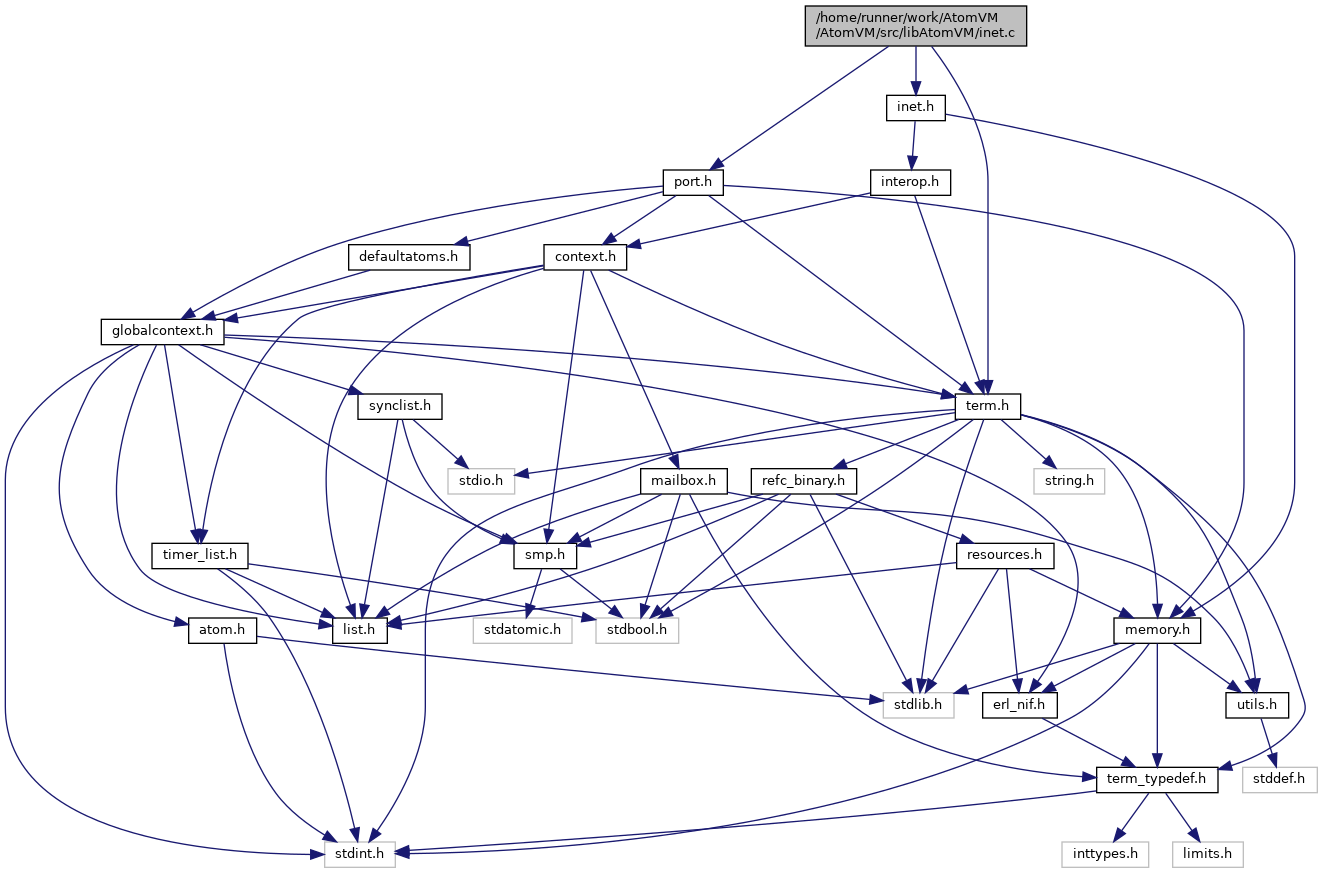 /home/runner/work/AtomVM
/AtomVM/src/libAtomVM/inet.c
inet.h
port.h
interop.h
defaultatoms.h
context.h
globalcontext.h
synclist.h
term.h
stdio.h
mailbox.h
refc_binary.h
string.h
timer_list.h
smp.h
resources.h
atom.h
list.h
stdatomic.h
stdbool.h
memory.h
stdlib.h
erl_nif.h
utils.h
term_typedef.h
stddef.h
stdint.h
inttypes.h
limits.h